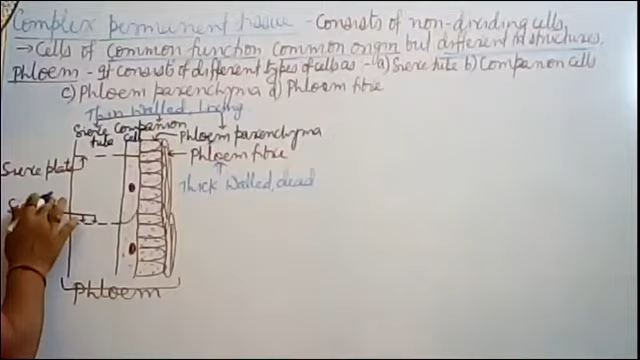 Complex permanent tissue - Consists of non-dividing cells,
→ Cells of common function common origin but different in structures.
Phloem - It consists of different types of cells as - a) Sieve tube b) Companion cells
c) Phloem parenchyma d) Phloem fibre
Thin walled, living
Sieve tube
Companion cell
Phloem parenchyma
Phloem fibre
Thick walled, dead
Sieve plate
Phloem